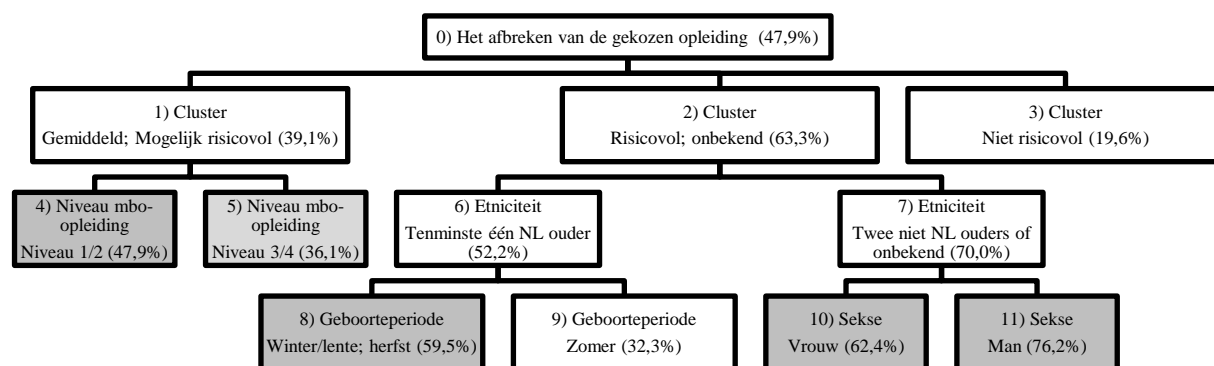 0) Het afbreken van de gekozen opleiding (47,9%)
1) Cluster
Gemiddeld; Mogelijk risicovol (39,1%)
2) Cluster
Risicovol; onbekend (63,3%)
3) Cluster
Niet risicovol (19,6%)
4) Niveau mbo-
opleiding
Niveau 1/2 (47,9%)
5) Niveau mbo-
opleiding
Niveau 3/4 (36,1%)
6) Etniciteit
Tenminste één NL ouder
(52,2%)
7) Etniciteit
Twee niet NL ouders of
onbekend (70,0%)
8) Geboorteperiode
Winter/lente; herfst (59,5%)
9) Geboorteperiode
Zomer (32,3%)
10) Sekse
Vrouw (62,4%)
11) Sekse
Man (76,2%)